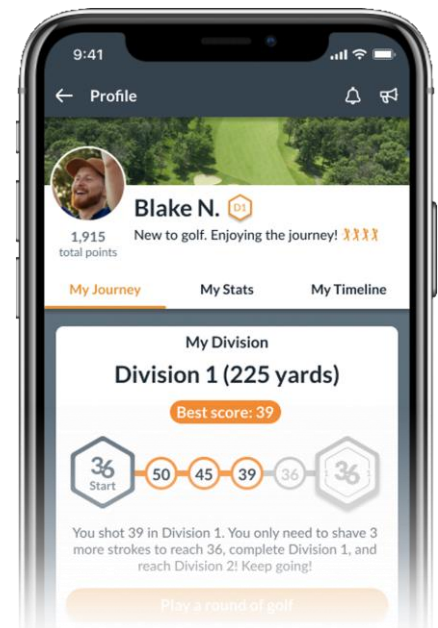 9:41
Profile
Blake N. D1
1,915
total points
New to golf. Enjoying the journey!
My Journey My Stats My Timeline
My Division
Division 1 (225 yards)
Best score: 39
36 50 45 39 36 36
Start
You shot 39 in Division 1. You only need to shave 3
more strokes to reach 36, complete Division 1, and
reach Division 2! Keep going!
Play a round of golf